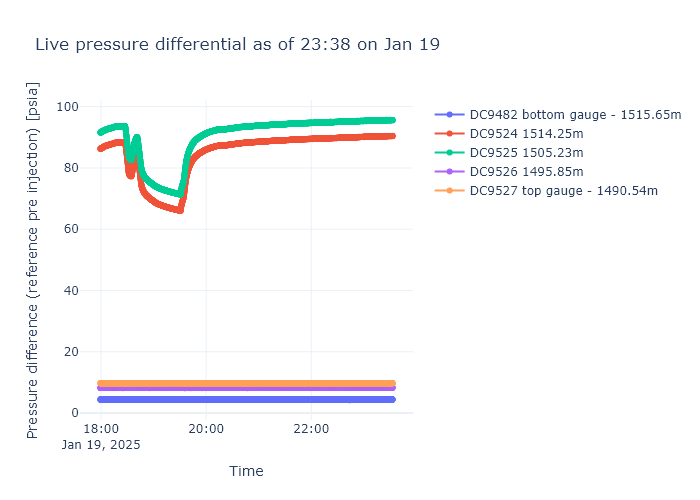 Live pressure differential as of 23:38 on Jan 19
Pressure difference (reference pre injection) [psia]
100
80
60
40
20
0
18:00
Jan 19, 2025
20:00
22:00
Time
DC9482 bottom gauge - 1515.65m
DC9524 1514.25m
DC9525 1505.23m
DC9526 1495.85m
DC9527 top gauge - 1490.54m